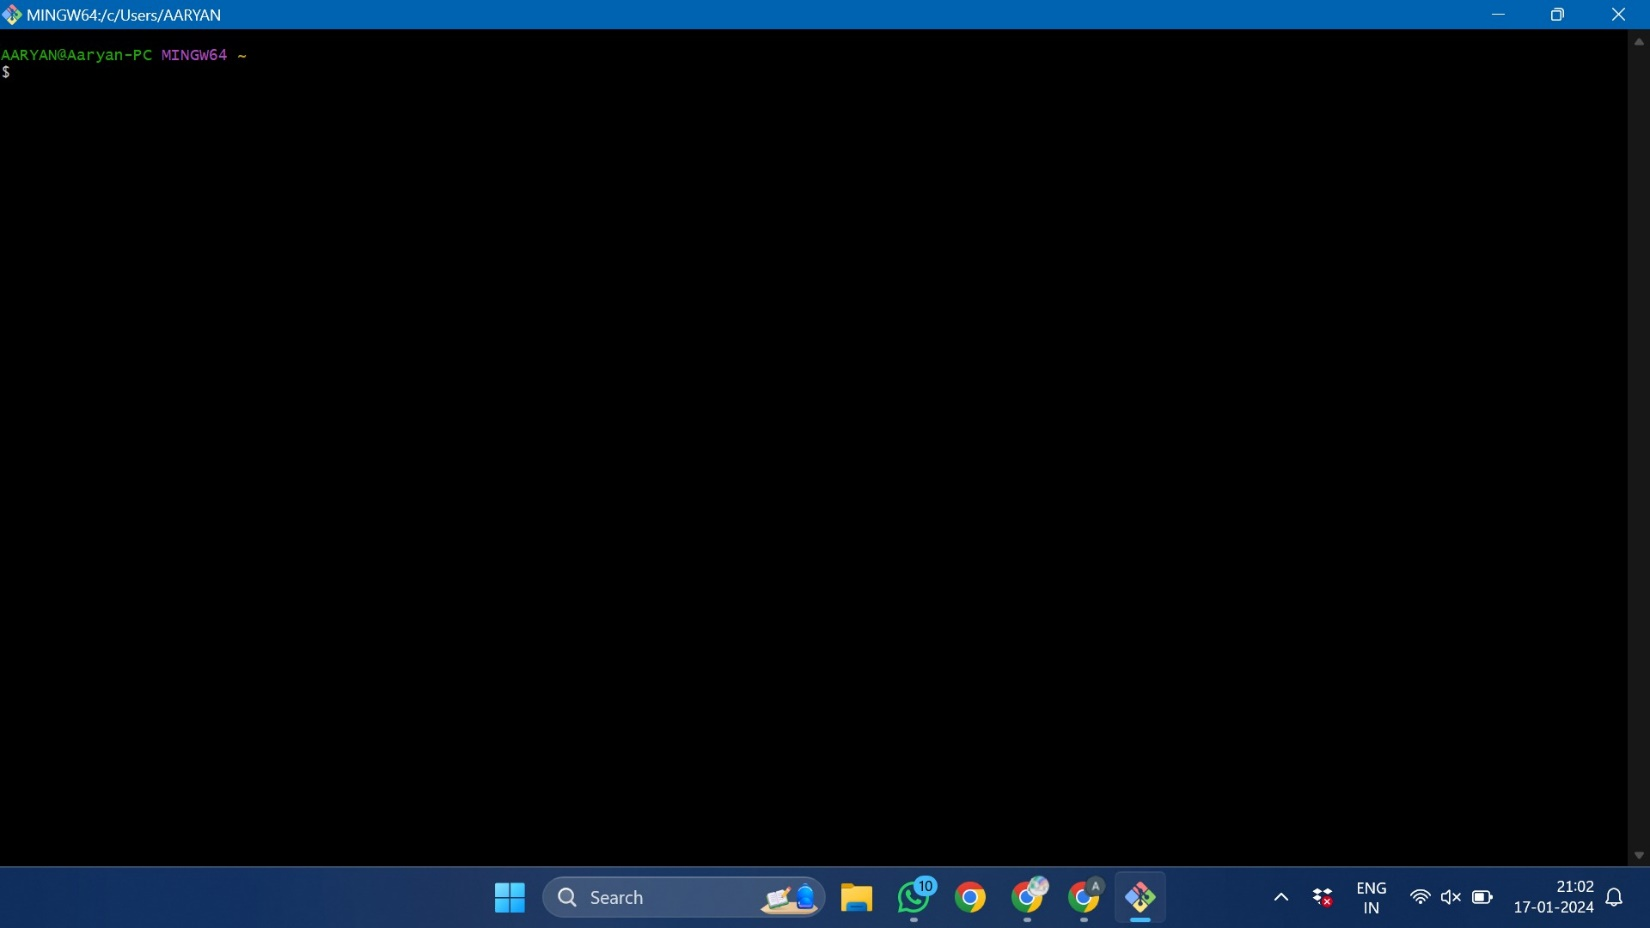 MINGW64:/c/Users/AARYAN
AARYAN@Aaryan-PC MINGW64 ~
$
Search
10
A
ENG
IN
21:02
17-01-2024